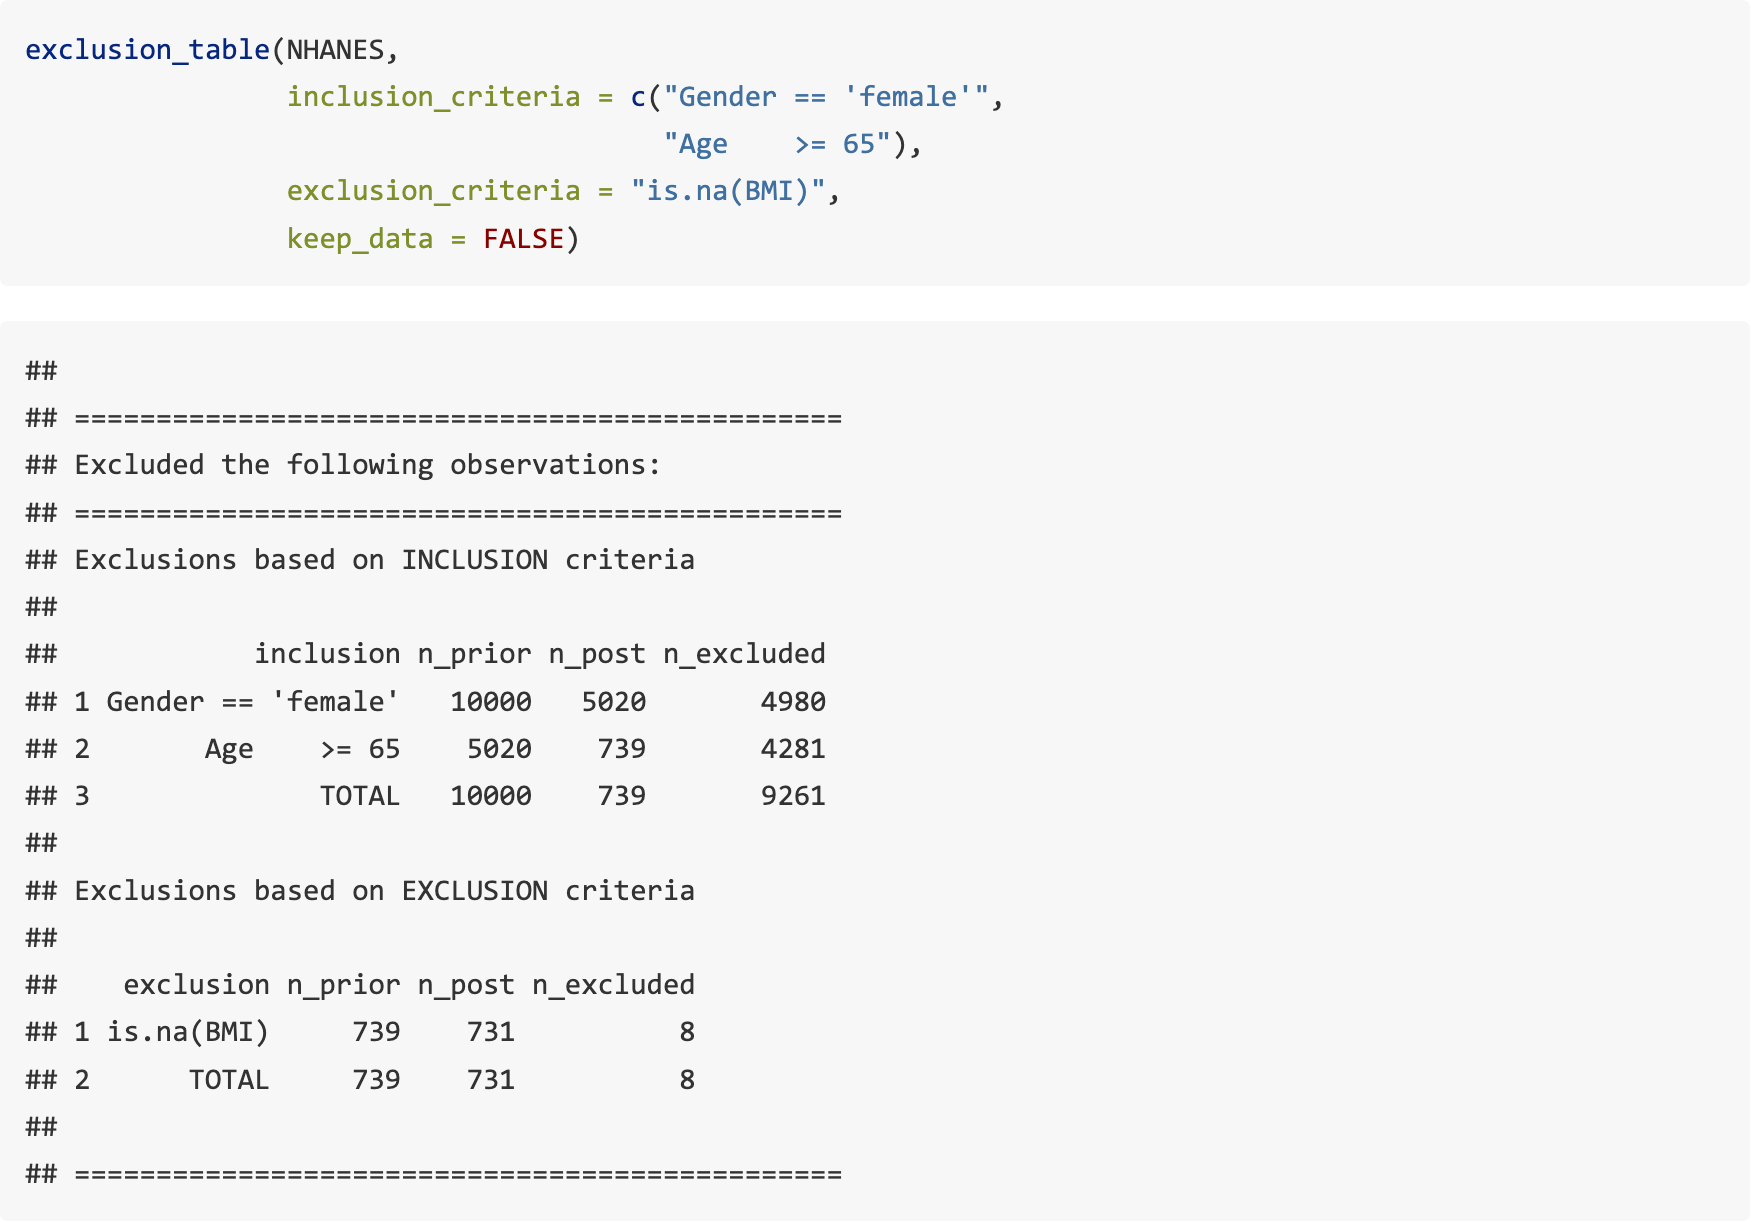 exclusion_table(NHANES,
                inclusion_criteria = c("Gender == 'female'",
                                       "Age    >= 65"),
                exclusion_criteria = "is.na(BMI)",
                keep_data = FALSE)
##
## ===============================================
## Excluded the following observations:
## ===============================================
## Exclusions based on INCLUSION criteria
##
##            inclusion n_prior n_post n_excluded
## 1 Gender == 'female'   10000   5020       4980
## 2       Age    >= 65    5020    739       4281
## 3              TOTAL   10000    739       9261
##
## Exclusions based on EXCLUSION criteria
##
##    exclusion n_prior n_post n_excluded
## 1 is.na(BMI)     739    731          8
## 2      TOTAL     739    731          8
##
## ===============================================